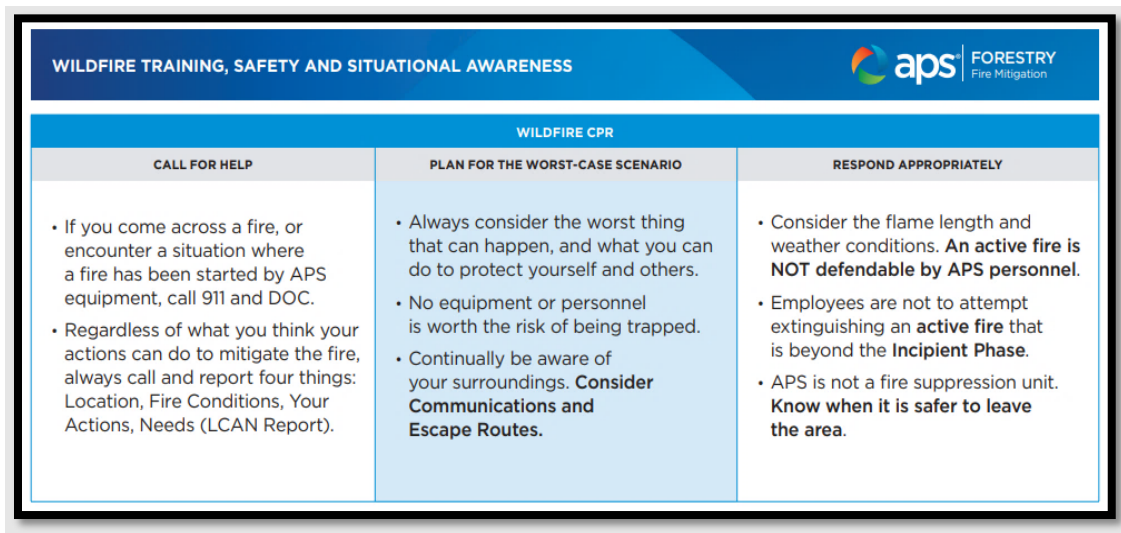 WILDFIRE TRAINING, SAFETY AND SITUATIONAL AWARENESS
aps
FORESTRY
Fire Mitigation
WILDFIRE CPR
CALL FOR HELP
• If you come across a fire, or
encounter a situation where
a fire has been started by APS
equipment, call 911 and DOC.
• Regardless of what you think your
actions can do to mitigate the fire,
always call and report four things:
Location, Fire Conditions, Your
Actions, Needs (LCAN Report).
PLAN FOR THE WORST-CASE SCENARIO
• Always consider the worst thing
that can happen, and what you can
do to protect yourself and others.
• No equipment or personnel
is worth the risk of being trapped.
• Continually be aware of
your surroundings. Consider
Communications and
Escape Routes.
RESPOND APPROPRIATELY
• Consider the flame length and
weather conditions. An active fire is
NOT defendable by APS personnel.
• Employees are not to attempt
extinguishing an active fire that
is beyond the Incipient Phase.
• APS is not a fire suppression unit.
Know when it is safer to leave
the area.